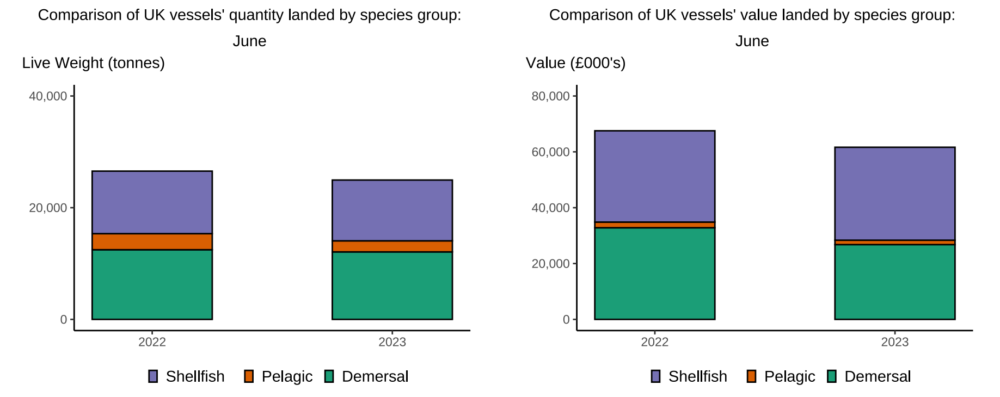 Comparison of UK vessels' quantity landed by species group:
June
Live Weight (tonnes)
40,000
20,000
0
2022 2023
Shellfish Pelagic Demersal
Comparison of UK vessels' value landed by species group:
June
Value (£000's)
80,000
60,000
40,000
20,000
0
2022 2023
Shellfish Pelagic Demersal